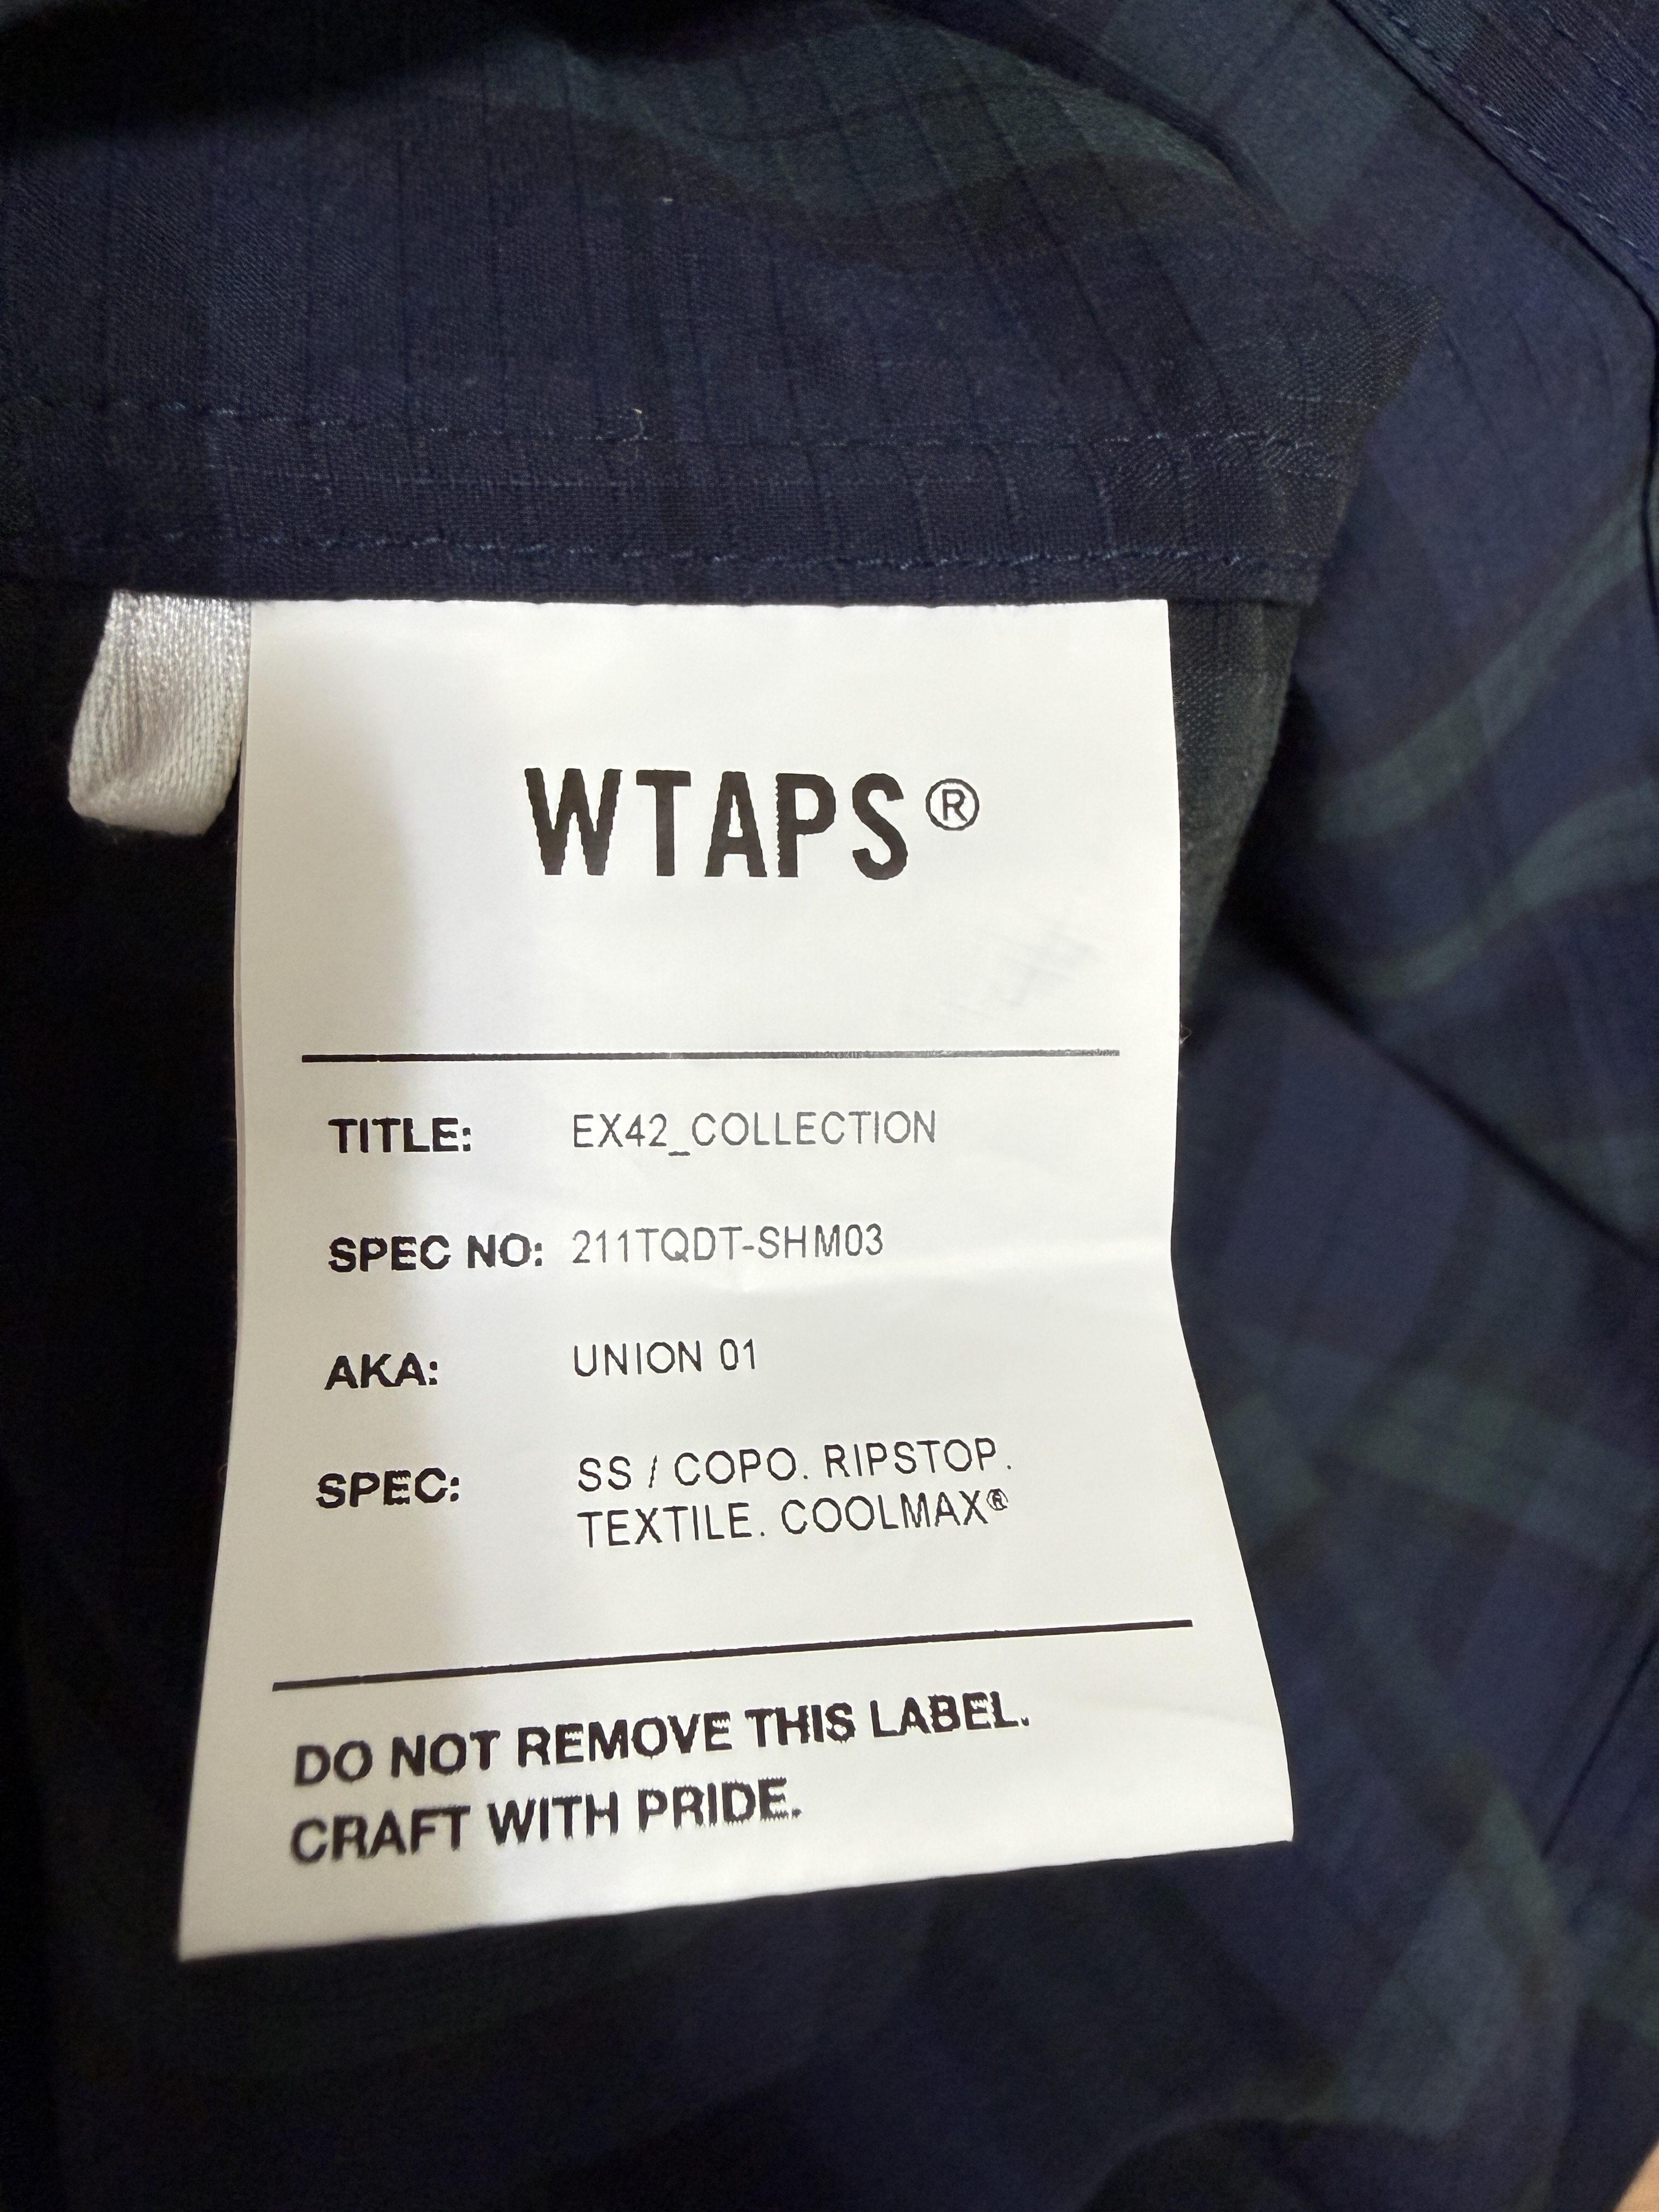 WTAPS®
TITLE: EX42_COLLECTION
SPEC NO: 211TQDT-SHM03
AKA: UNION 01
SPEC: SS / COPO. RIPSTOP.
TEXTILE. COOLMAX®
DO NOT REMOVE THIS LABEL.
CRAFT WITH PRIDE.